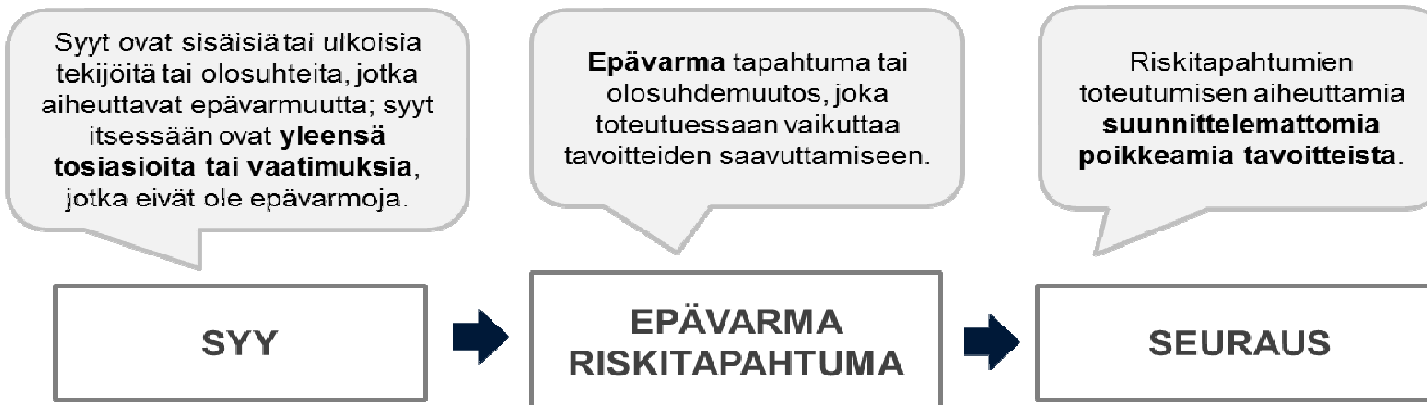 Syyt ovat sisäisiä tai ulkoisia
tekijöitä tai olosuhteita, jotka
aiheuttavat epävarmuutta; syyt
itsessään ovat yleensä
tosiasioita tai vaatimuksia,
jotka eivät ole epävarmoja.
Epävarma tapahtuma tai
olosuhdemuutos, joka
toteutuessaan vaikuttaa
tavoitteiden saavuttamiseen.
Riskitapahtumien
toteutumisen aiheuttamia
suunnittelemattomia
poikkeamia tavoitteista.
SYY
EPÄVARMA
RISKITAPAHTUMA
SEURAUS